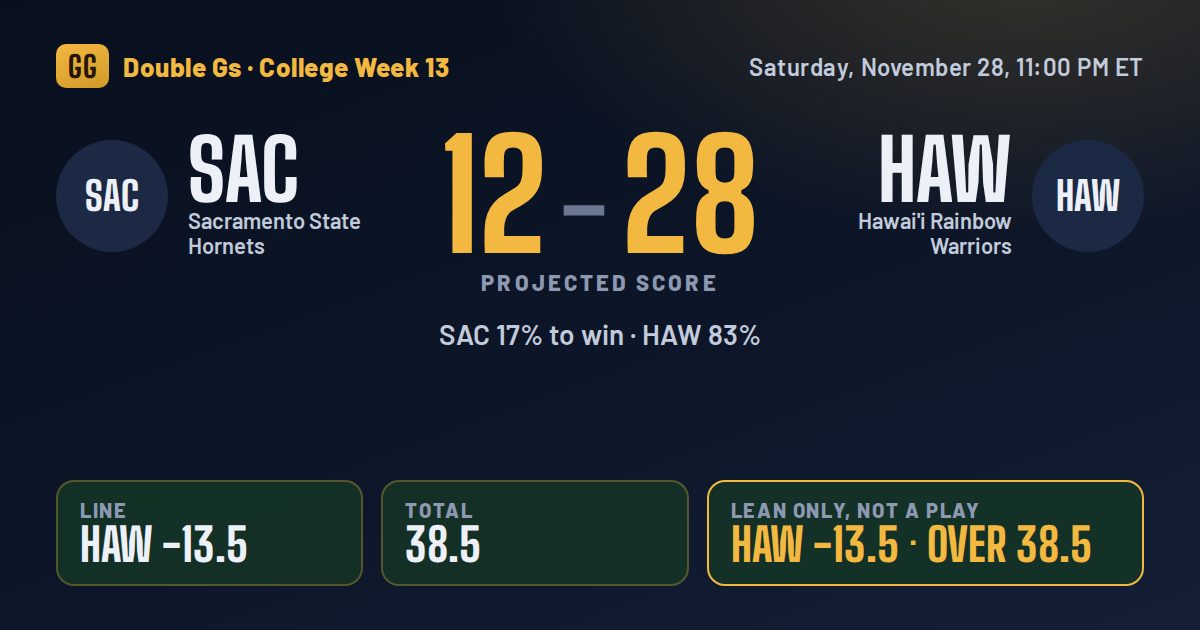 GG
Double Gs · College Week 13
Saturday, November 28, 11:00 PM ET
SAC
SAC
Sacramento State
Hornets
12 – 28
PROJECTED SCORE
SAC 17% to win · HAW 83%
HAW
Hawai'i Rainbow
Warriors
HAW
LINE
HAW −13.5
TOTAL
38.5
LEAN ONLY, NOT A PLAY
HAW −13.5 · OVER 38.5